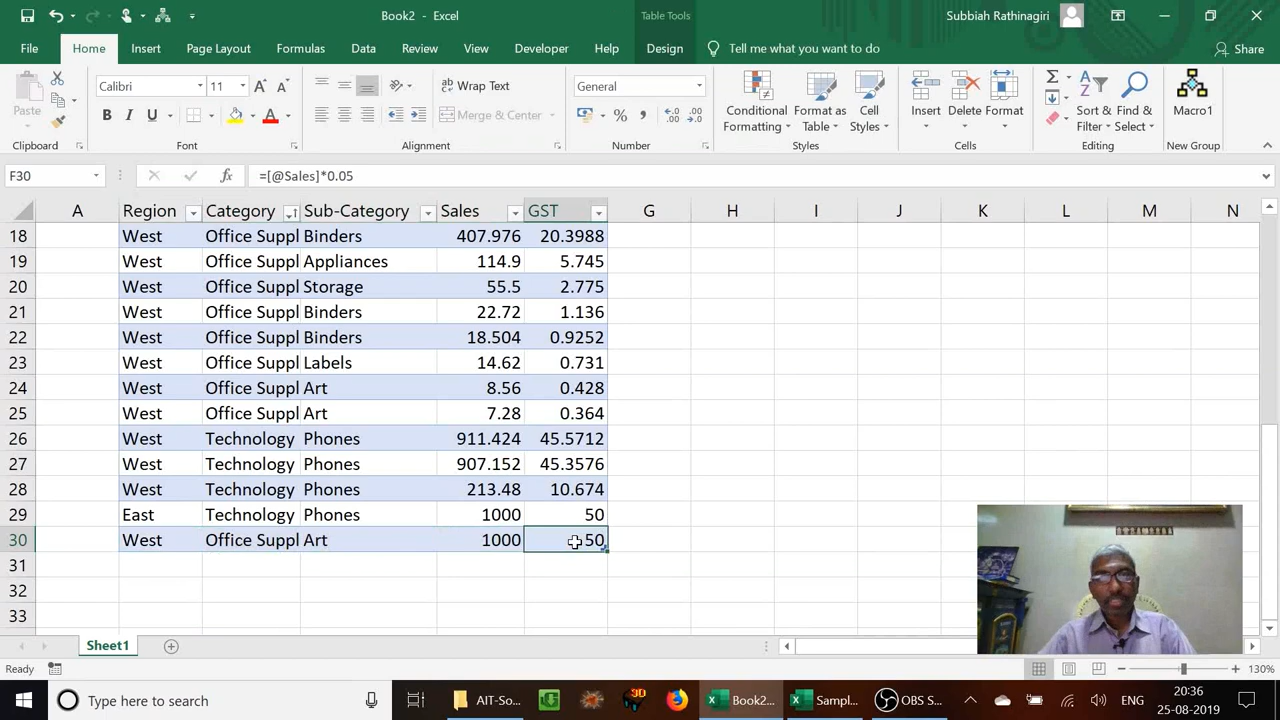 Book2 - Excel
Table Tools
Subbiah Rathinagiri
File Home Insert Page Layout Formulas Data Review View Developer Help Design Tell me what you want to do Share
Paste
Clipboard
Calibri 11
B I U
Font
Wrap Text
Merge & Center
Alignment
General
Number
Conditional Formatting
Format as Table
Cell Styles
Styles
Insert Delete Format
Cells
Sort & Filter
Find & Select
Editing
Macro1
New Group
F30 fx =[@Sales]*0.05
A Region Category Sub-Category Sales GST G H I J K L M N
18 West Office Suppl Binders 407.976 20.3988
19 West Office Suppl Appliances 114.9 5.745
20 West Office Suppl Storage 55.5 2.775
21 West Office Suppl Binders 22.72 1.136
22 West Office Suppl Binders 18.504 0.9252
23 West Office Suppl Labels 14.62 0.731
24 West Office Suppl Art 8.56 0.428
25 West Office Suppl Art 7.28 0.364
26 West Technology Phones 911.424 45.5712
27 West Technology Phones 907.152 45.3576
28 West Technology Phones 213.48 10.674
29 East Technology Phones 1000 50
30 West Office Suppl Art 1000 50
31
32
33
Sheet1
Ready 130%
Type here to search
AIT-So... 3D Book2... Sampl... OBS S...
ENG
20:36
25-08-2019